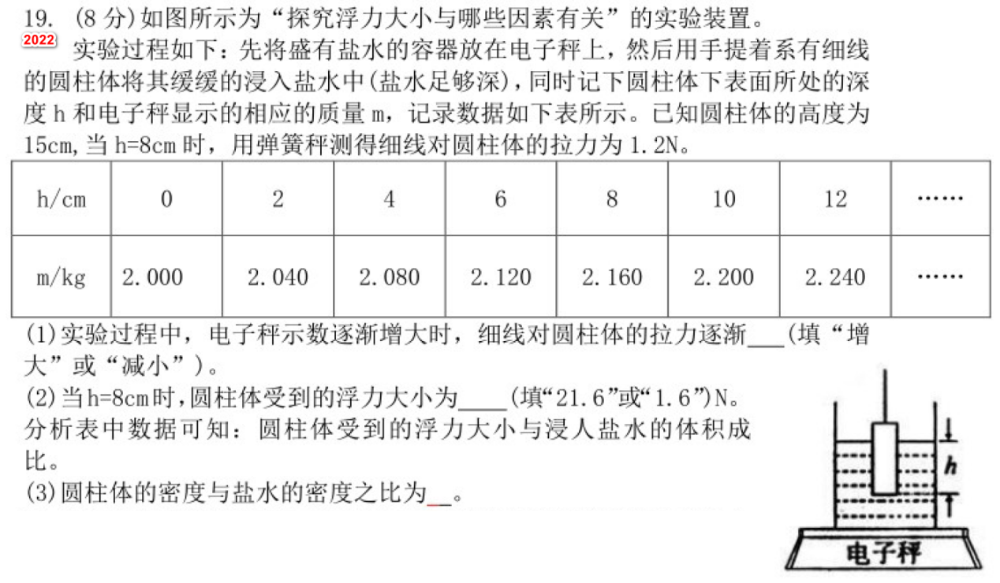 19. (8 分)如图所示为“探究浮力大小与哪些因素有关”的实验装置。
2022
实验过程如下：先将盛有盐水的容器放在电子秤上，然后用手提着系有细线
的圆柱体将其缓缓的浸入盐水中(盐水足够深),同时记下圆柱体下表面所处的深
度 h 和电子秤显示的相应的质量 m，记录数据如下表所示。已知圆柱体的高度为
15cm,当 h=8cm 时，用弹簧秤测得细线对圆柱体的拉力为 1.2N。
h/cm 0 2 4 6 8 10 12 ……
m/kg 2.000 2.040 2.080 2.120 2.160 2.200 2.240 ……
(1)实验过程中，电子秤示数逐渐增大时，细线对圆柱体的拉力逐渐___(填“增
大”或“减小”)。
(2)当h=8cm时,圆柱体受到的浮力大小为____(填“21.6”或“1.6”)N。
分析表中数据可知：圆柱体受到的浮力大小与浸人盐水的体积成
比。
(3)圆柱体的密度与盐水的密度之比为__。
h
电子秤